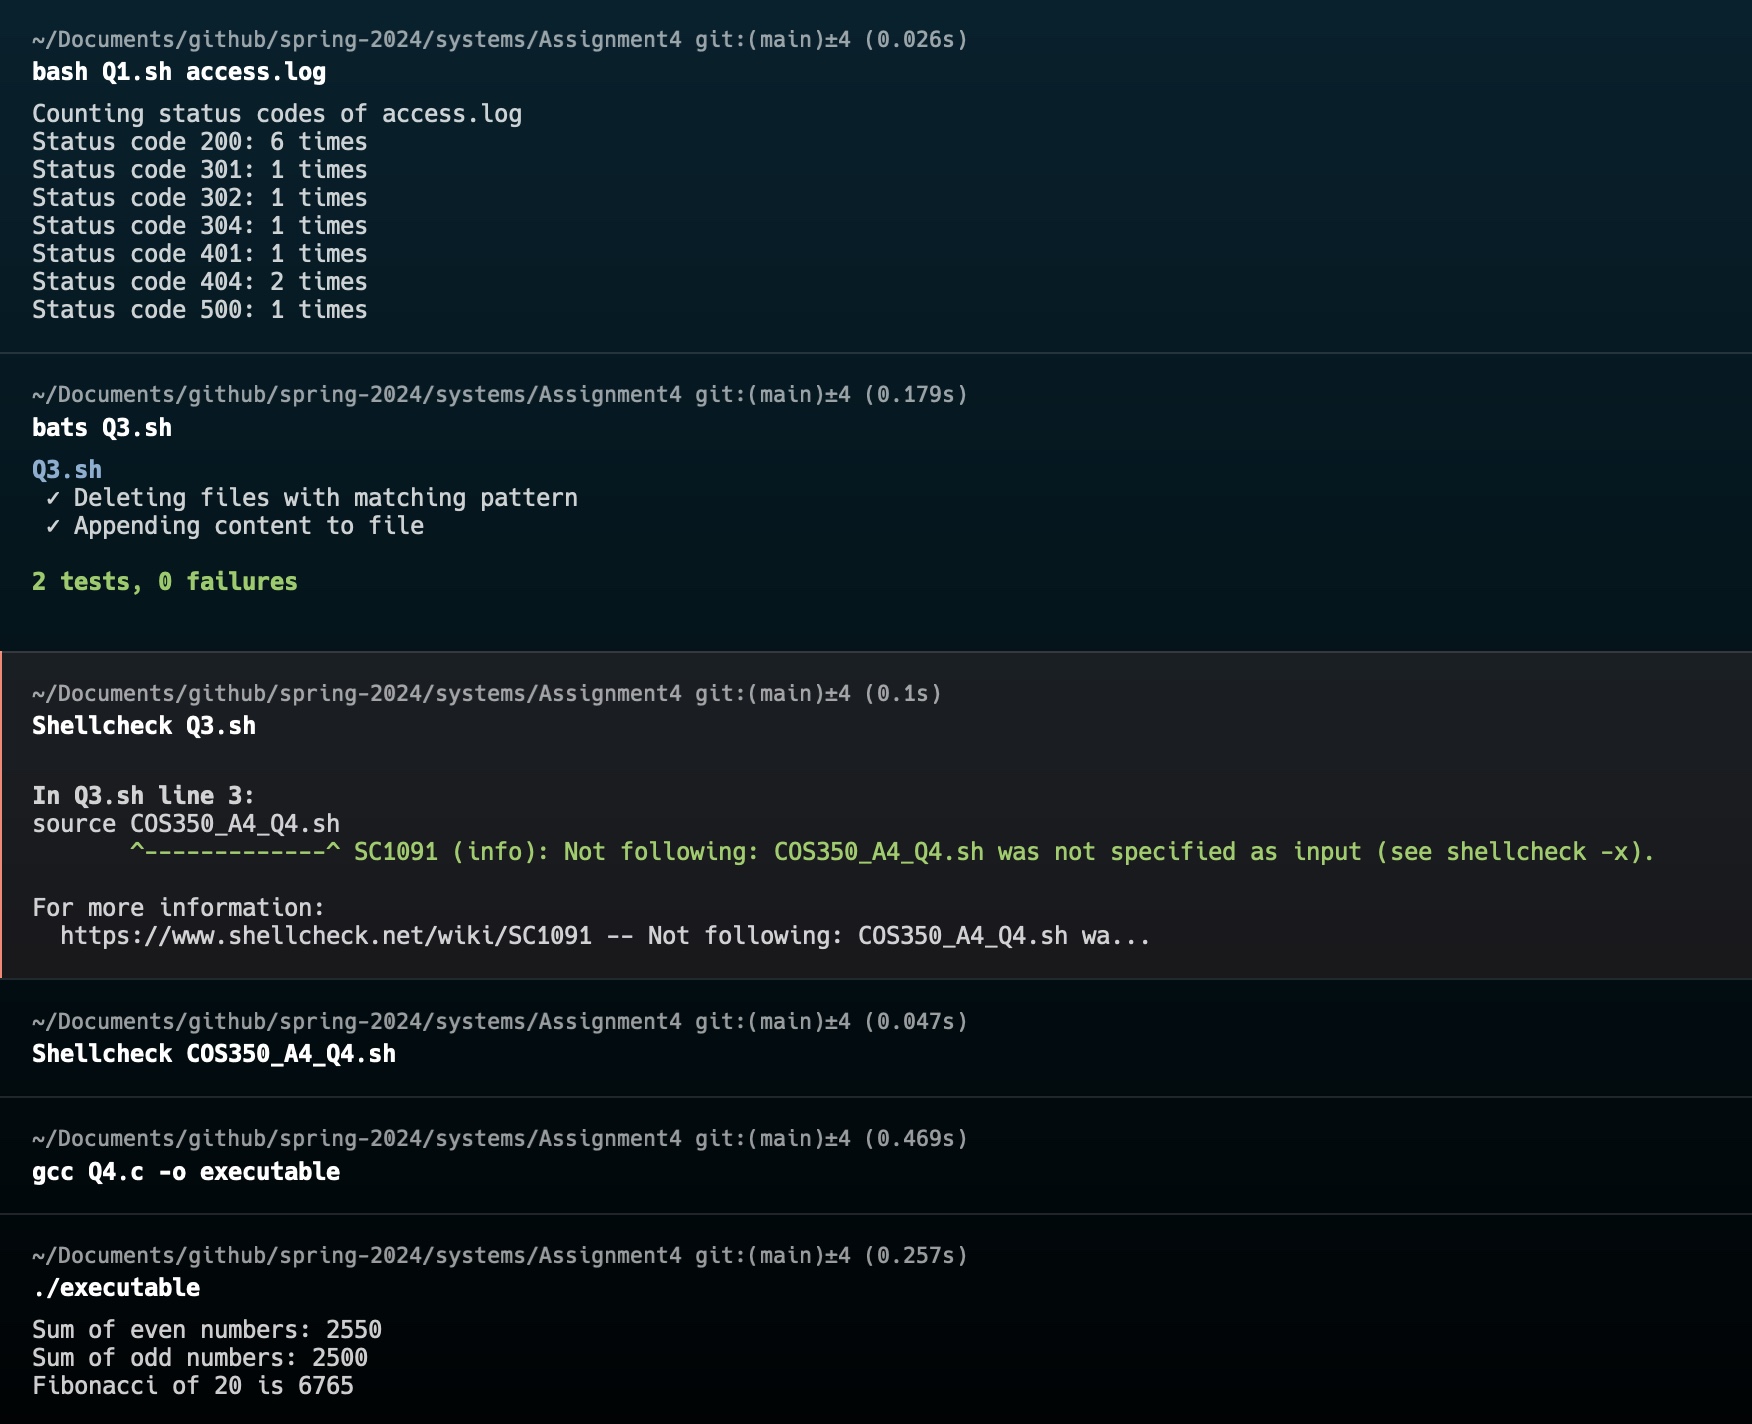 ~/Documents/github/spring-2024/systems/Assignment4 git:(main)±4 (0.026s)
bash Q1.sh access.log
Counting status codes of access.log
Status code 200: 6 times
Status code 301: 1 times
Status code 302: 1 times
Status code 304: 1 times
Status code 401: 1 times
Status code 404: 2 times
Status code 500: 1 times
~/Documents/github/spring-2024/systems/Assignment4 git:(main)±4 (0.179s)
bats Q3.sh
Q3.sh
✓ Deleting files with matching pattern
✓ Appending content to file
2 tests, 0 failures
~/Documents/github/spring-2024/systems/Assignment4 git:(main)±4 (0.1s)
Shellcheck Q3.sh
In Q3.sh line 3:
source COS350_A4_Q4.sh
^-------------^ SC1091 (info): Not following: COS350_A4_Q4.sh was not specified as input (see shellcheck -x).
For more information:
https://www.shellcheck.net/wiki/SC1091 -- Not following: COS350_A4_Q4.sh wa...
~/Documents/github/spring-2024/systems/Assignment4 git:(main)±4 (0.047s)
Shellcheck COS350_A4_Q4.sh
~/Documents/github/spring-2024/systems/Assignment4 git:(main)±4 (0.469s)
gcc Q4.c -o executable
~/Documents/github/spring-2024/systems/Assignment4 git:(main)±4 (0.257s)
./executable
Sum of even numbers: 2550
Sum of odd numbers: 2500
Fibonacci of 20 is 6765